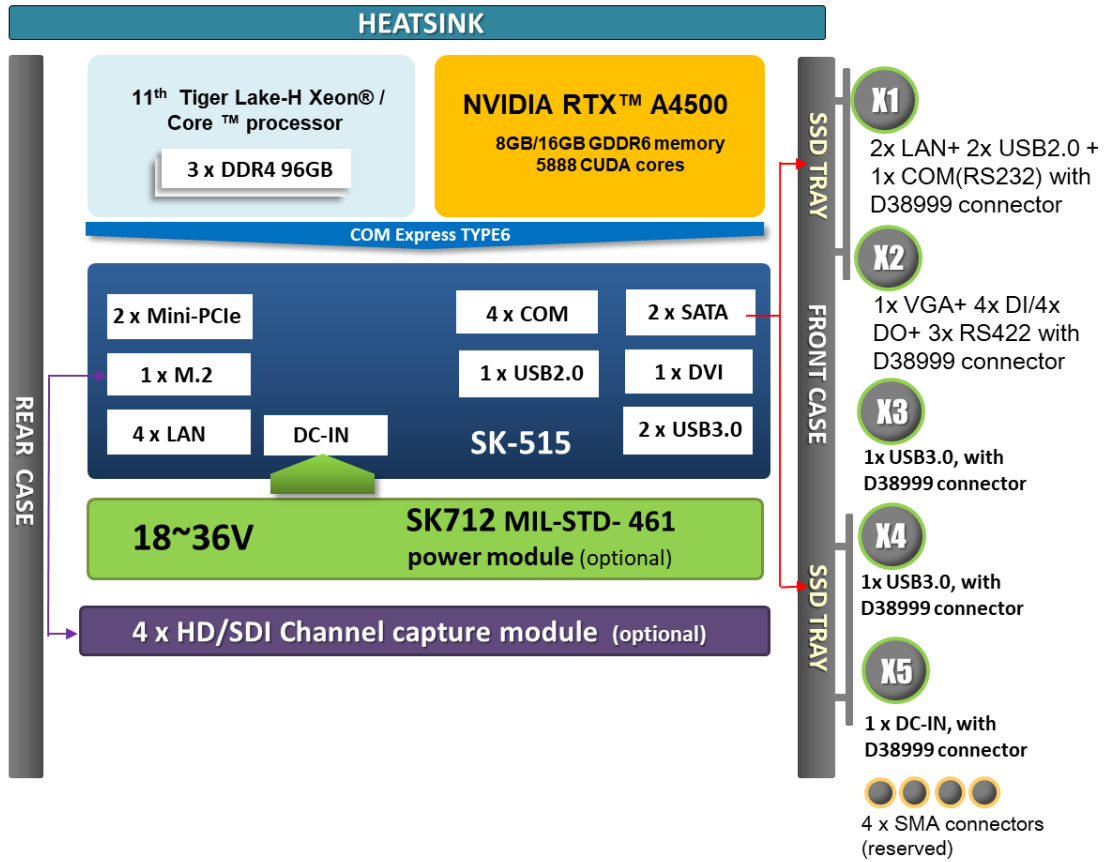 HEATSINK
REAR CASE
11th Tiger Lake-H Xeon® /
Core ™ processor
3 x DDR4 96GB
NVIDIA RTX™ A4500
8GB/16GB GDDR6 memory
5888 CUDA cores
COM Express TYPE6
2 x Mini-PCIe
1 x M.2
4 x LAN
DC-IN
4 x COM
1 x USB2.0
SK-515
2 x SATA
1 x DVI
2 x USB3.0
18~36V
SK712 MIL-STD- 461
power module (optional)
4 x HD/SDI Channel capture module (optional)
SSD TRAY
FRONT CASE
SSD TRAY
X1
2x LAN+ 2x USB2.0 +
1x COM(RS232) with
D38999 connector
X2
1x VGA+ 4x DI/4x
DO+ 3x RS422 with
D38999 connector
X3
1x USB3.0, with
D38999 connector
X4
1x USB3.0, with
D38999 connector
X5
1 x DC-IN, with
D38999 connector
4 x SMA connectors
(reserved)